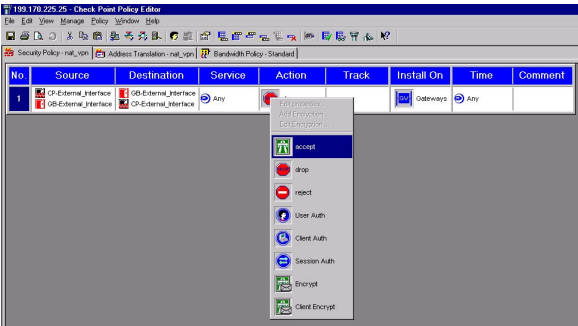 199.170.225.25 - Check Point Policy Editor
File Edit View Manage Policy Window Help
Security Policy - nat_vpn Address Translation - nat_vpn Bandwidth Policy - Standard
No. Source Destination Service Action Track Install On Time Comment
1 CP-External_Interface GB-External_Interface Any Gateways Any
GB-External_Interface CP-External_Interface
Edit properties...
Add Encryption...
Edit Encryption...
accept
drop
reject
User Auth
Client Auth
Session Auth
Encrypt
Client Encrypt